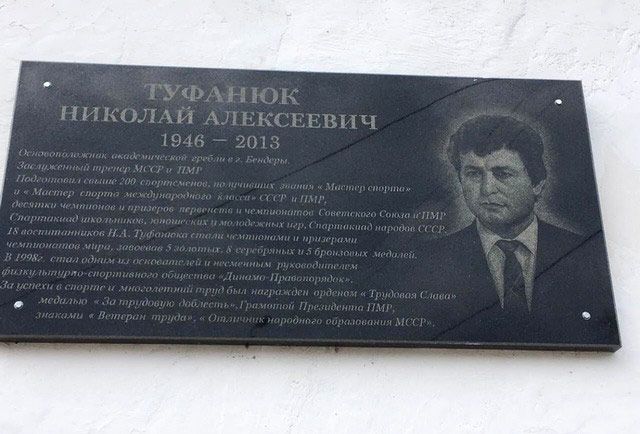 ТУФАНЮК
НИКОЛАЙ АЛЕКСЕЕВИЧ
1946 – 2013
Основоположник академической гребли в г. Бендеры.
Заслуженный тренер МССР и ПМР
Подготовил свыше 200 спортсменов, получивших звания «Мастер спорта»
и «Мастер спорта международного класса» СССР и ПМР,
десятки чемпионов и призеров первенств и чемпионатов Советского Союза и ПМР
Спартакиад школьников, юношеских и молодежных игр, Спартакиад народов СССР.
18 воспитанников Н.А. Туфанюка стали чемпионами и призерами
чемпионатов мира, завоевав 5 золотых, 8 серебряных и 5 бронзовых медалей.
В 1998г. стал одним из основателей и несменным руководителем
физкультурно-спортивного общества «Динамо-Правопорядок».
За успехи в спорте и многолетний труд был награжден орденом «Трудовая Слава»
медалью «За трудовую доблесть», Грамотой Президента ПМР,
знаками «Ветеран труда», «Отличник народного образования МССР».